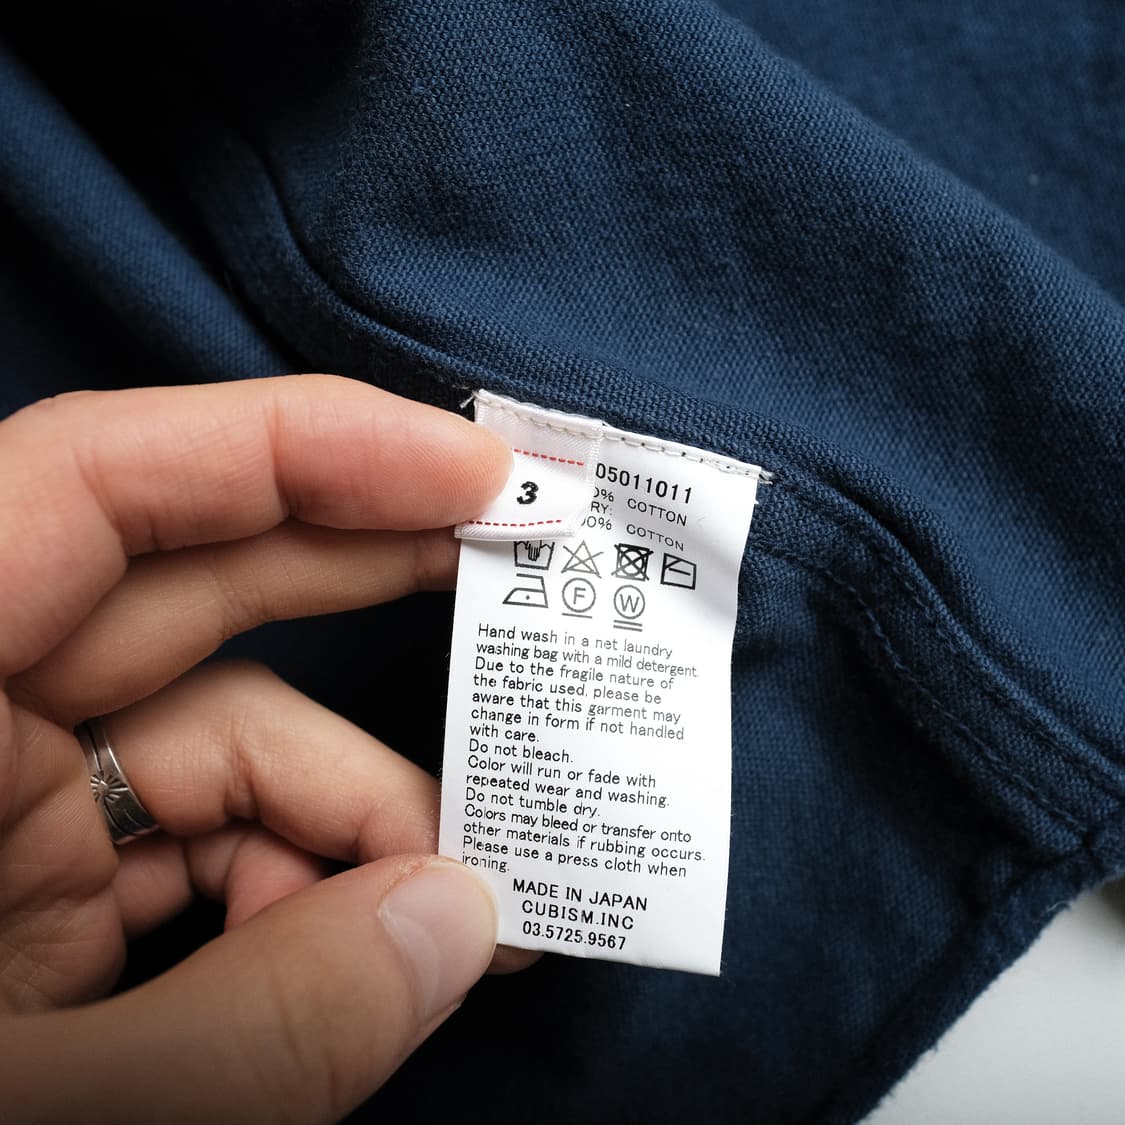 3
05011011
0% COTTON
RY:
00% COTTON
F
W
Hand wash in a net laundry
washing bag with a mild detergent.
Due to the fragile nature of
the fabric used, please be
aware that this garment may
change in form if not handled
with care.
Do not bleach.
Color will run or fade with
repeated wear and washing.
Do not tumble dry.
Colors may bleed or transfer onto
other materials if rubbing occurs.
Please use a press cloth when
ironing.
MADE IN JAPAN
CUBISM.INC
03.5725.9567